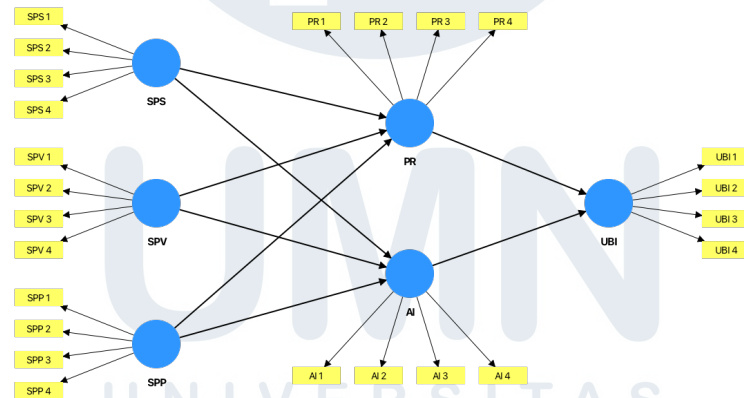 SPS 1
SPS 2
SPS 3
SPS 4
SPS
SPV 1
SPV 2
SPV 3
SPV 4
SPV
SPP 1
SPP 2
SPP 3
SPP 4
SPP
PR 1
PR 2
PR 3
PR 4
PR
AI
AI 1
AI 2
AI 3
AI 4
UBI
UBI 1
UBI 2
UBI 3
UBI 4
UMN
UNIVERSITAS